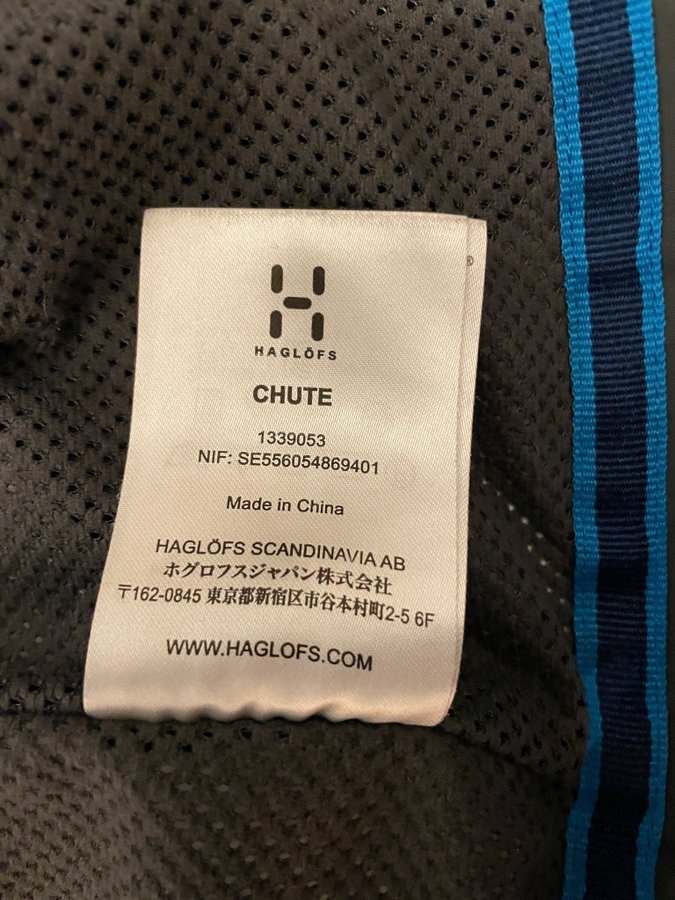 ®
HAGLÖFS
CHUTE
1339053
NIF: SE556054869401
Made in China
HAGLÖFS SCANDINAVIA AB
ホグロフスジャパン株式会社
〒162-0845 東京都新宿区市谷本村町2-5 6F
WWW.HAGLOFS.COM